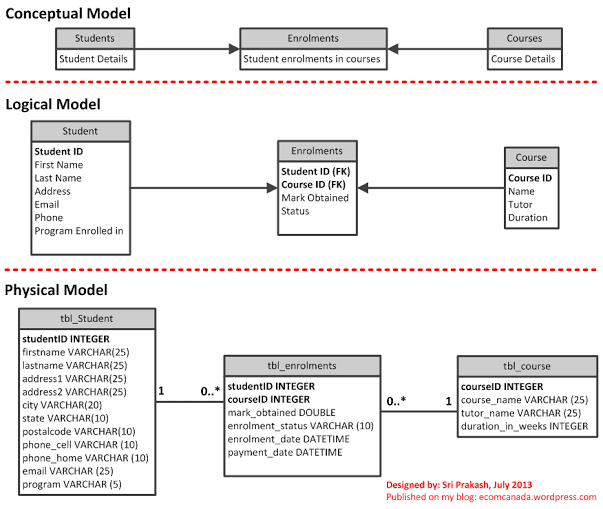 Conceptual Model
Students
Student Details
Enrolments
Student enrolments in courses
Courses
Course Details
Logical Model
Student
Student ID
First Name
Last Name
Address
Email
Phone
Program Enrolled in
Enrolments
Student ID (FK)
Course ID (FK)
Mark Obtained
Status
Course
Course ID
Name
Tutor
Duration
Physical Model
tbl_Student
studentID INTEGER
firstname VARCHAR(25)
lastname VARCHAR(25)
address1 VARCHAR(25)
address2 VARCHAR(25)
city VARCHAR(20)
state VARCHAR(10)
postalcode VARCHAR(10)
phone_cell VARCHAR (10)
phone_home VARCHAR (10)
email VARCHAR (25)
program VARCHAR (5)
1
0..*
tbl_enrolments
studentID INTEGER
courseID INTEGER
mark_obtained DOUBLE
enrolment_status VARCHAR (10)
enrolment_date DATETIME
payment_date DATETIME
0..*
1
tbl_course
courseID INTEGER
course_name VARCHAR (25)
tutor_name VARCHAR (25)
duration_in_weeks INTEGER
Designed by: Sri Prakash, July 2013
Published on my blog: ecomcanada.wordpress.com